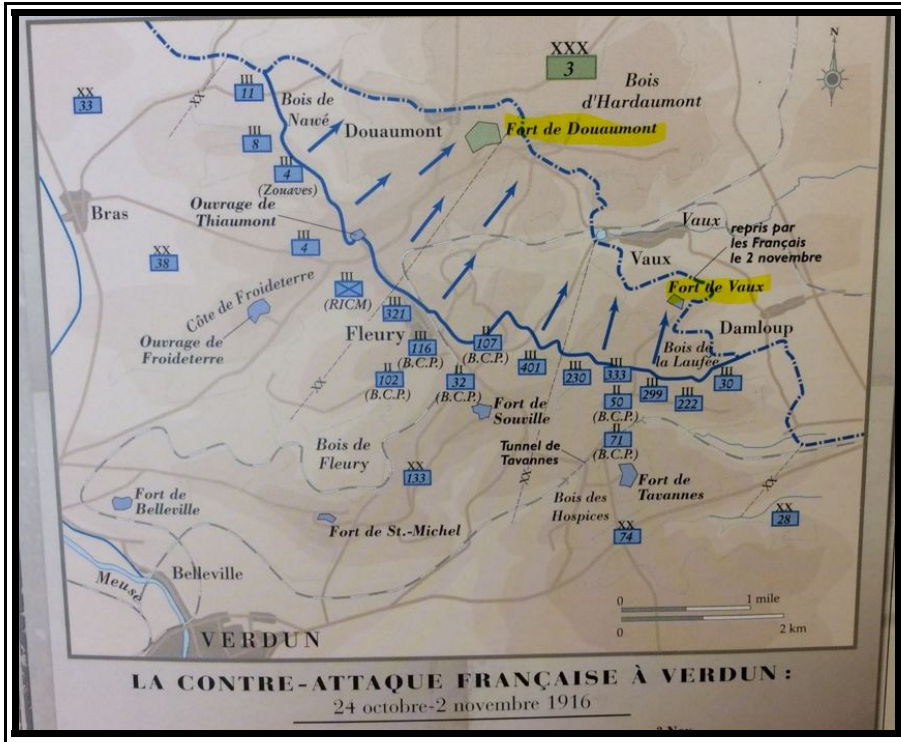 N
XXX
3
Bois
d'Hardaumont
XX
33
III
11
Bois de
Nawé
Douaumont
Fort de Douaumont
III
8
III
4
(Zouaves)
Ouvrage de
Thiaumont
Bras
Vaux
repris par
les Français
le 2 novembre
III
4
XX
38
Vaux
Côte de Froideterre
III
(RICM)
Fort de Vaux
Ouvrage de
Froideterre
III
321
Fleury
Damloup
III
116
(B.C.P.)
II
107
(B.C.P.)
Bois de
la Laufée
II
102
(B.C.P.)
II
32
(B.C.P.)
III
401
III
230
III
333
III
299
III
222
III
30
II
50
(B.C.P.)
Fort de
Souville
II
71
(B.C.P.)
Bois de
Fleury
Tunnel de
Tavannes
XX
133
Fort de
Tavannes
Fort de
Belleville
Bois des
Hospices
XX
28
Fort de St.-Michel
XX
74
XX
XX
XX
XX
Meuse
Belleville
VERDUN
0 1 mile
0 2 km
LA CONTRE-ATTAQUE FRANÇAISE À VERDUN :
24 octobre-2 novembre 1916